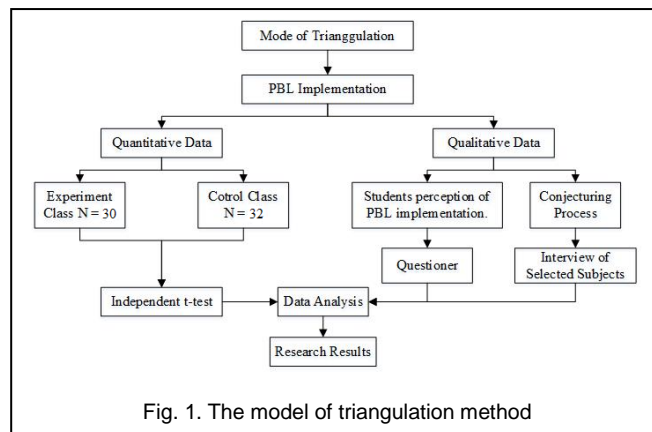 Mode of Trianggulation
PBL Implementation
Quantitative Data
Qualitative Data
Experiment
Class N = 30
Cotrol Class
N = 32
Students perception of
PBL implementation.
Conjecturing
Process
Questioner
Interview of
Selected Subjects
Independent t-test
Data Analysis
Research Results
Fig. 1. The model of triangulation method